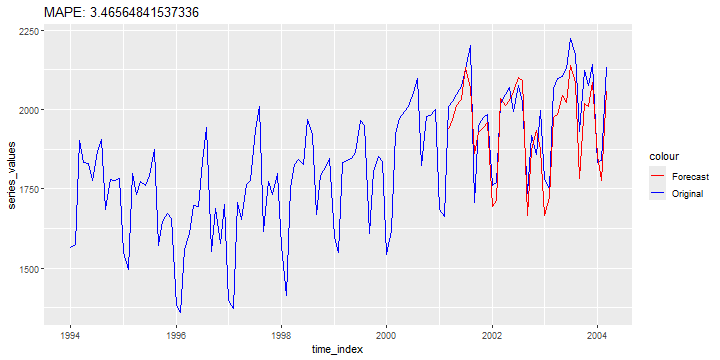 MAPE: 3.46564841537336
2250
2000
1750
1500
series_values
1994
1996
1998
2000
2002
2004
time_index
colour
Forecast
Original